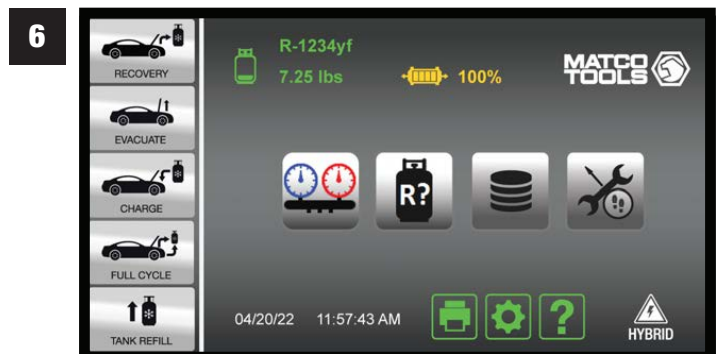 6
RECOVERY
EVACUATE
CHARGE
FULL CYCLE
TANK REFILL
R-1234yf
7.25 lbs
100%
MATCO
TOOLS
R?
04/20/22 11:57:43 AM
?
HYBRID